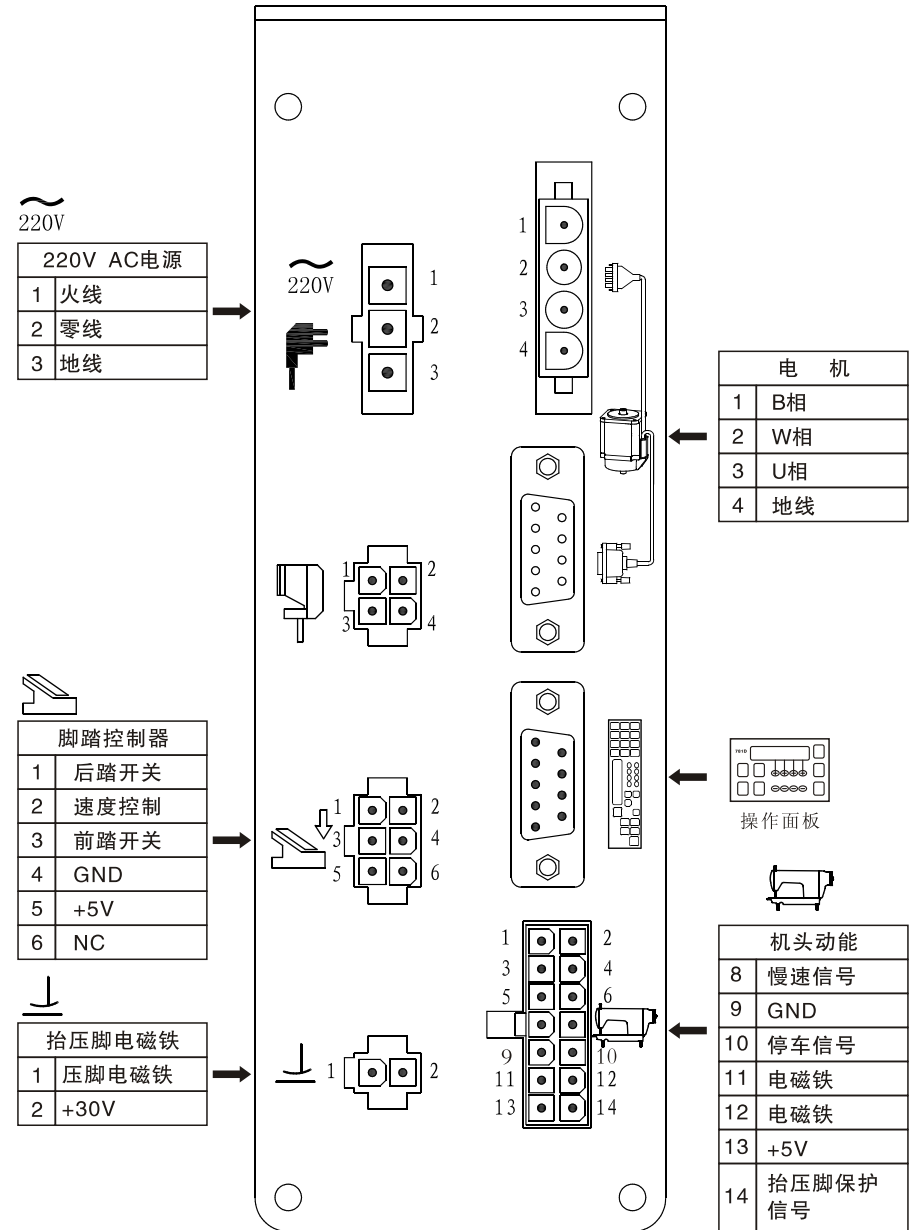 220V
220V AC电源
1 火线
2 零线
3 地线
220V
1
2
3
1
2
3
4
电 机
1 B相
2 W相
3 U相
4 地线
1 2
3 4
脚踏控制器
1 后踏开关
2 速度控制
3 前踏开关
4 GND
5 +5V
6 NC
1 2
3 4
5 6
781D
操作面板
抬压脚电磁铁
1 压脚电磁铁
2 +30V
1 2
1 2
3 4
5 6
9 10
11 12
13 14
机头动能
8 慢速信号
9 GND
10 停车信号
11 电磁铁
12 电磁铁
13 +5V
14 抬压脚保护
信号